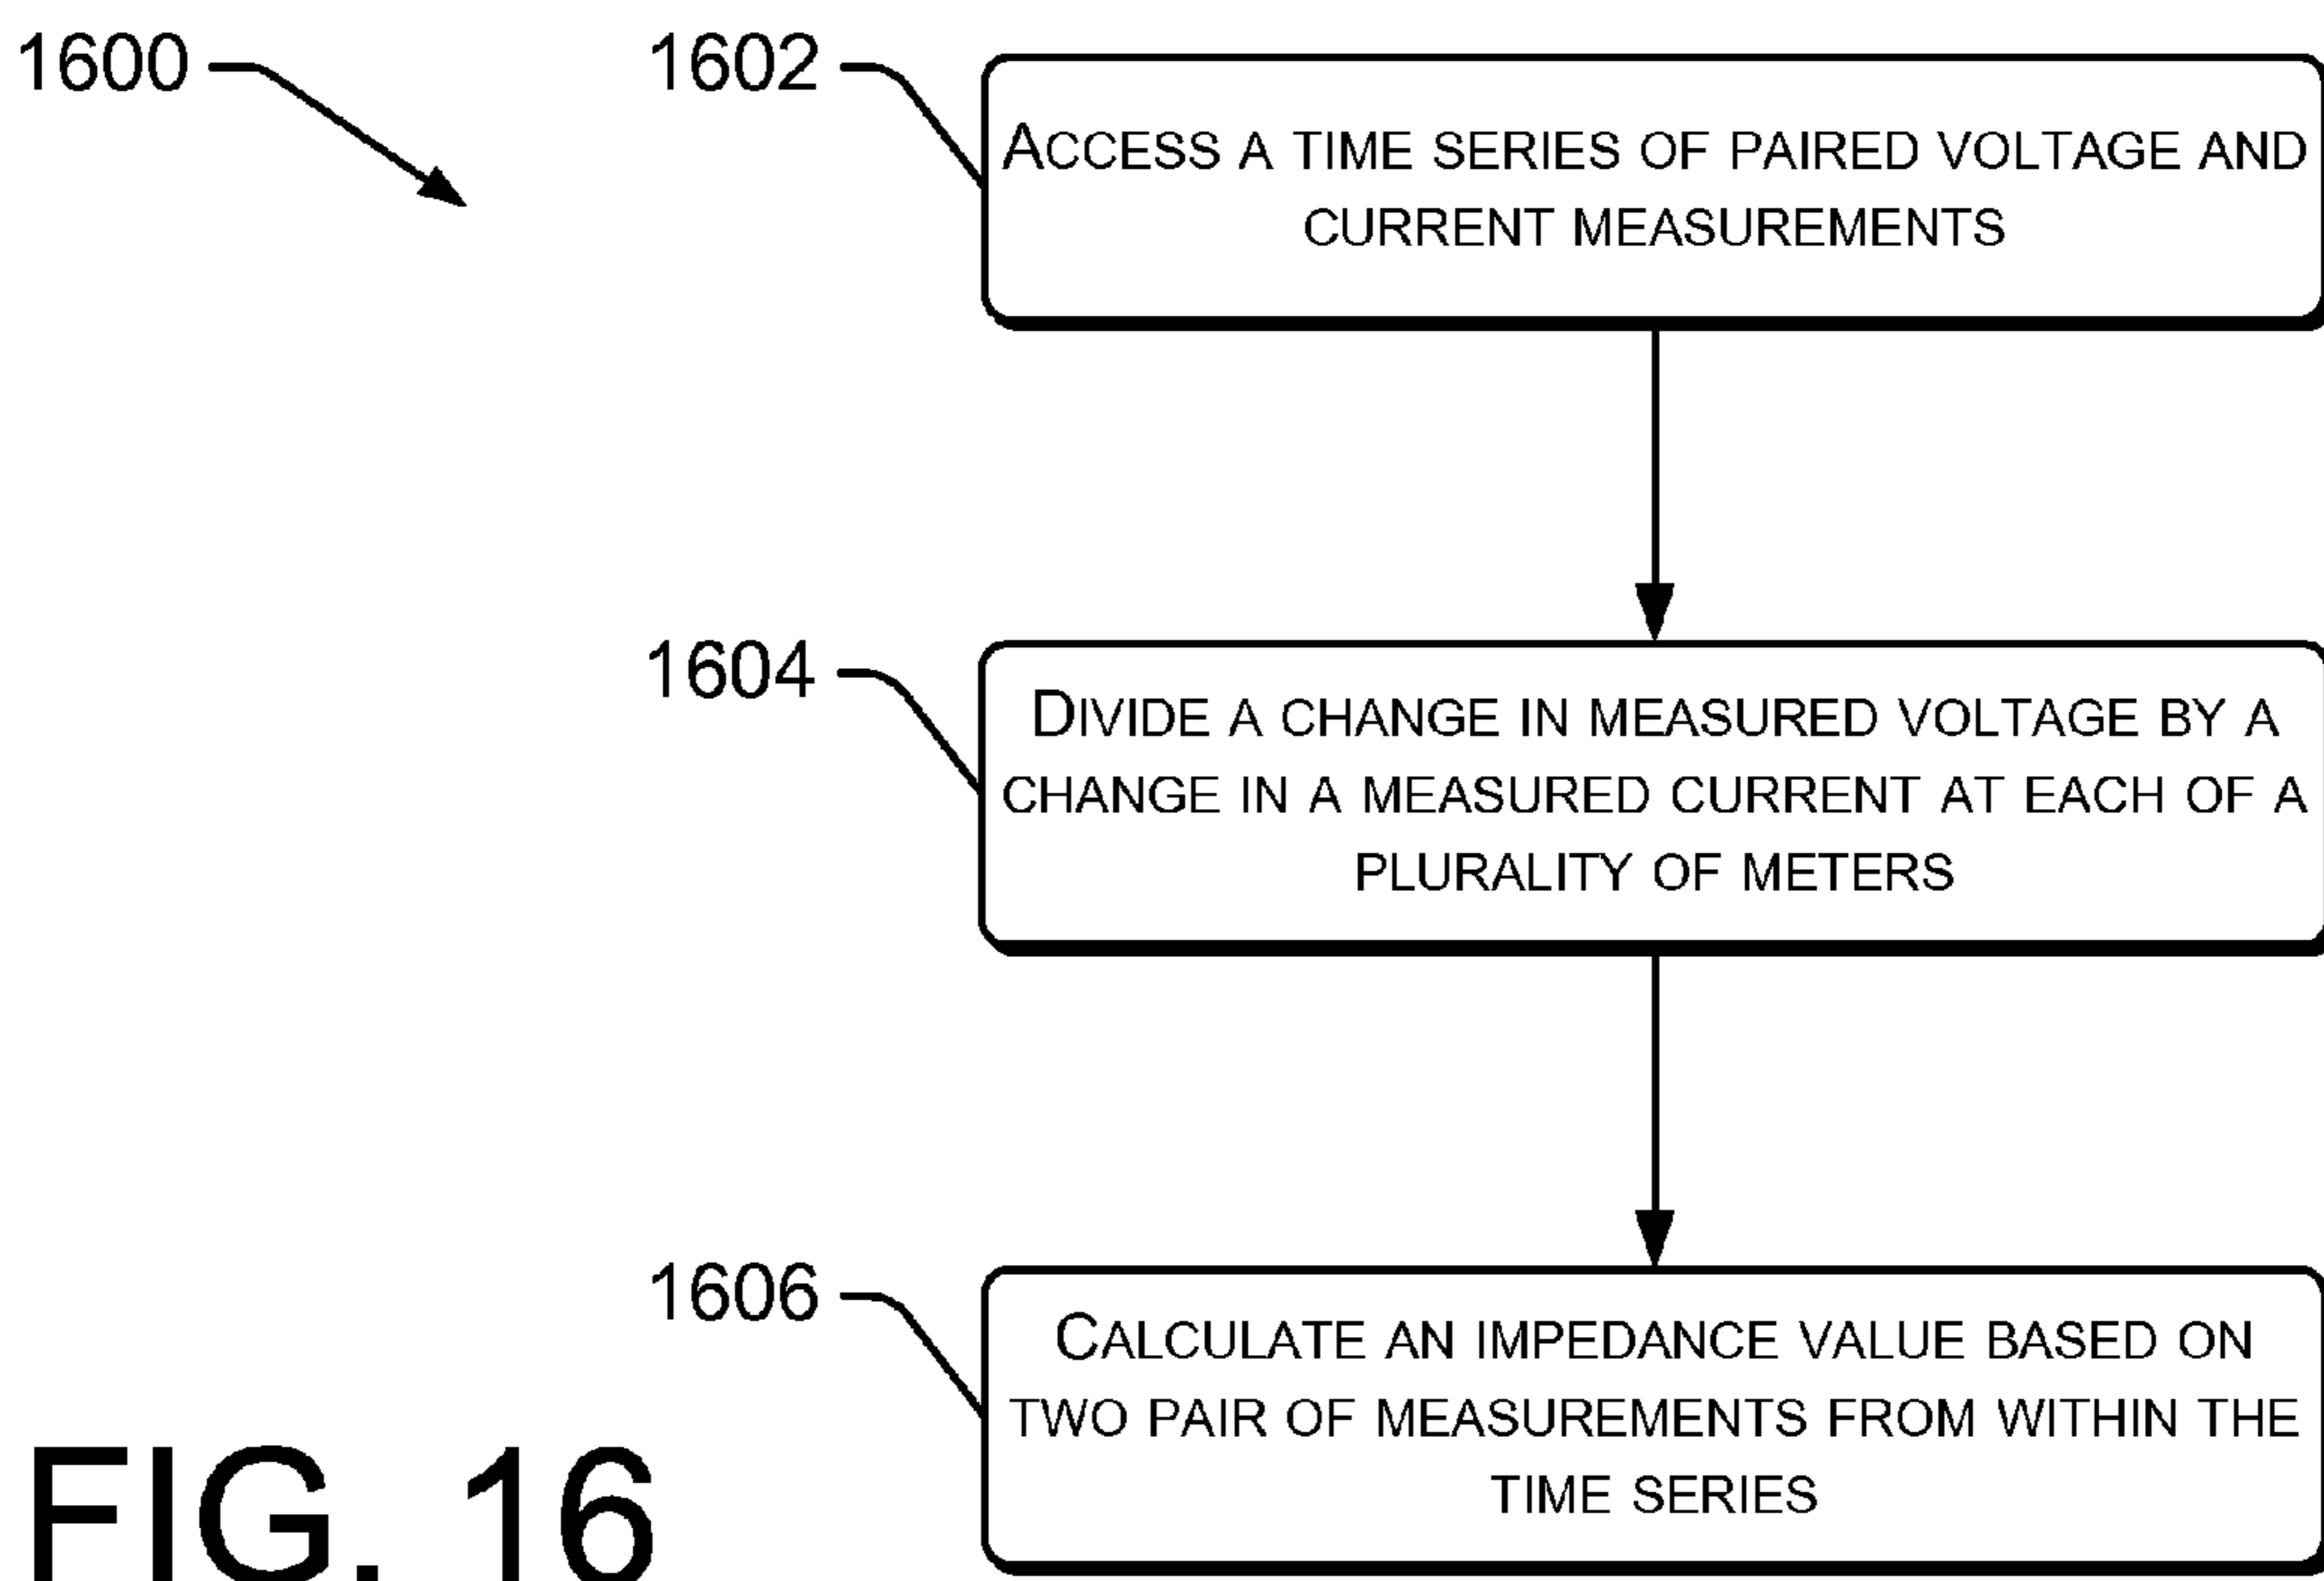 1600
1602
ACCESS A TIME SERIES OF PAIRED VOLTAGE AND
CURRENT MEASUREMENTS
1604
DIVIDE A CHANGE IN MEASURED VOLTAGE BY A
CHANGE IN A MEASURED CURRENT AT EACH OF A
PLURALITY OF METERS
1606
CALCULATE AN IMPEDANCE VALUE BASED ON
TWO PAIR OF MEASUREMENTS FROM WITHIN THE
TIME SERIES
FIG. 16